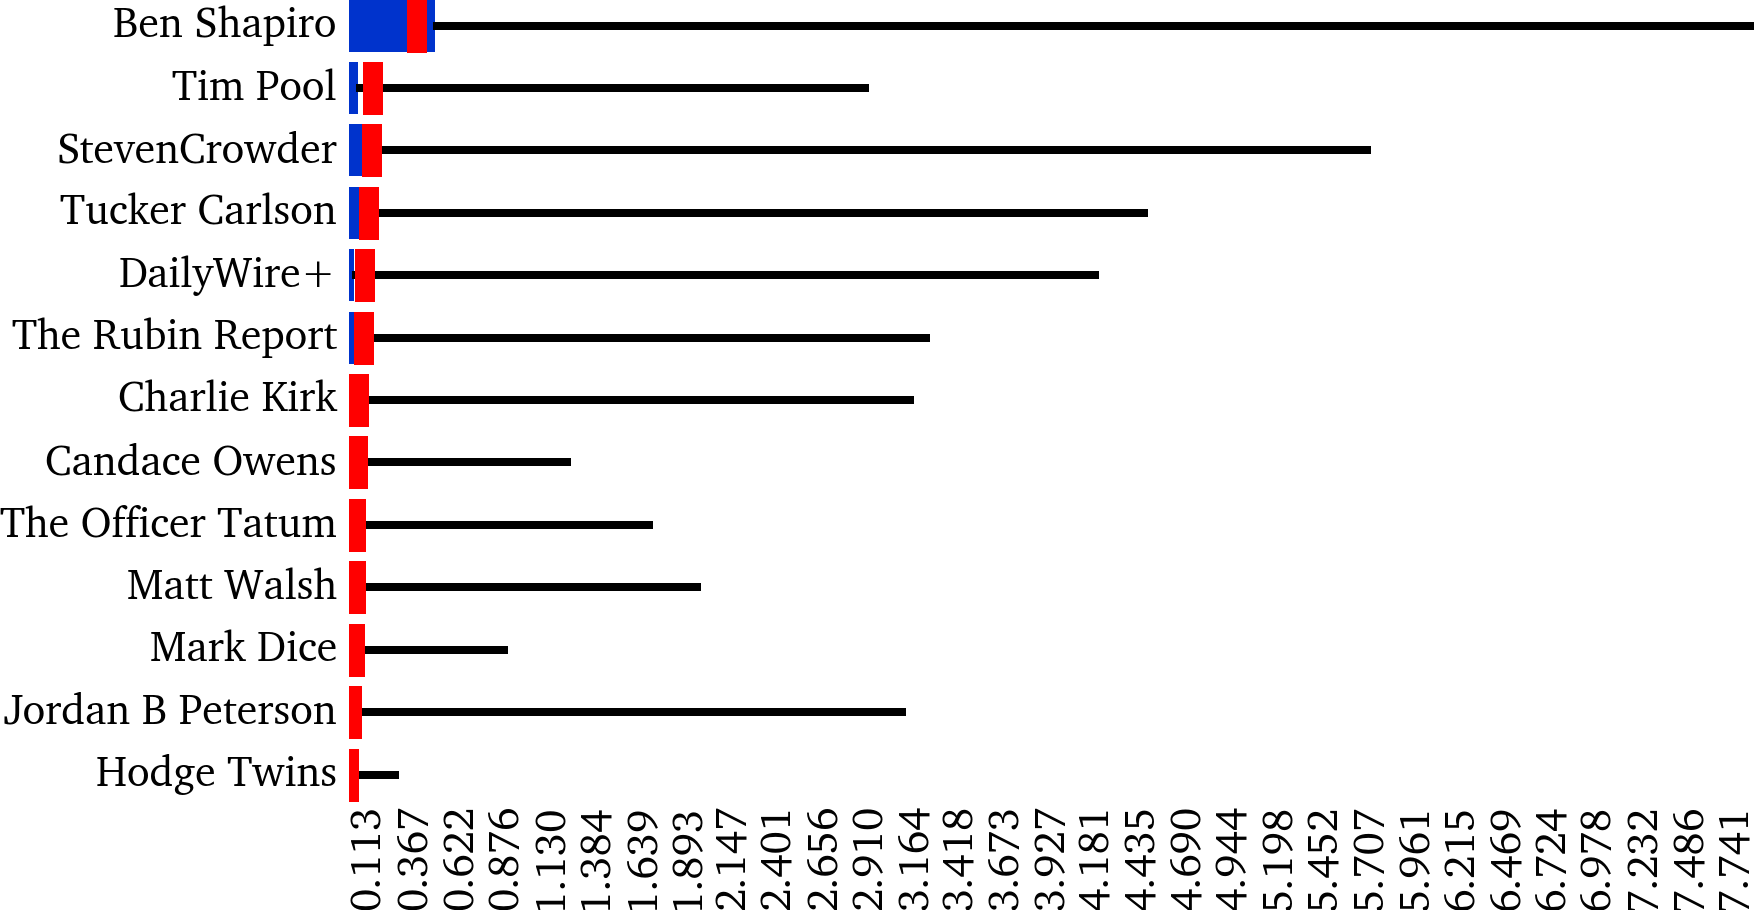 Ben Shapiro
Tim Pool
StevenCrowder
Tucker Carlson
DailyWire+
The Rubin Report
Charlie Kirk
Candace Owens
The Officer Tatum
Matt Walsh
Mark Dice
Jordan B Peterson
Hodge Twins
0.113
0.367
0.622
0.876
1.130
1.384
1.639
1.893
2.147
2.401
2.656
2.910
3.164
3.418
3.673
3.927
4.181
4.435
4.690
4.944
5.198
5.452
5.707
5.961
6.215
6.469
6.724
6.978
7.232
7.486
7.741